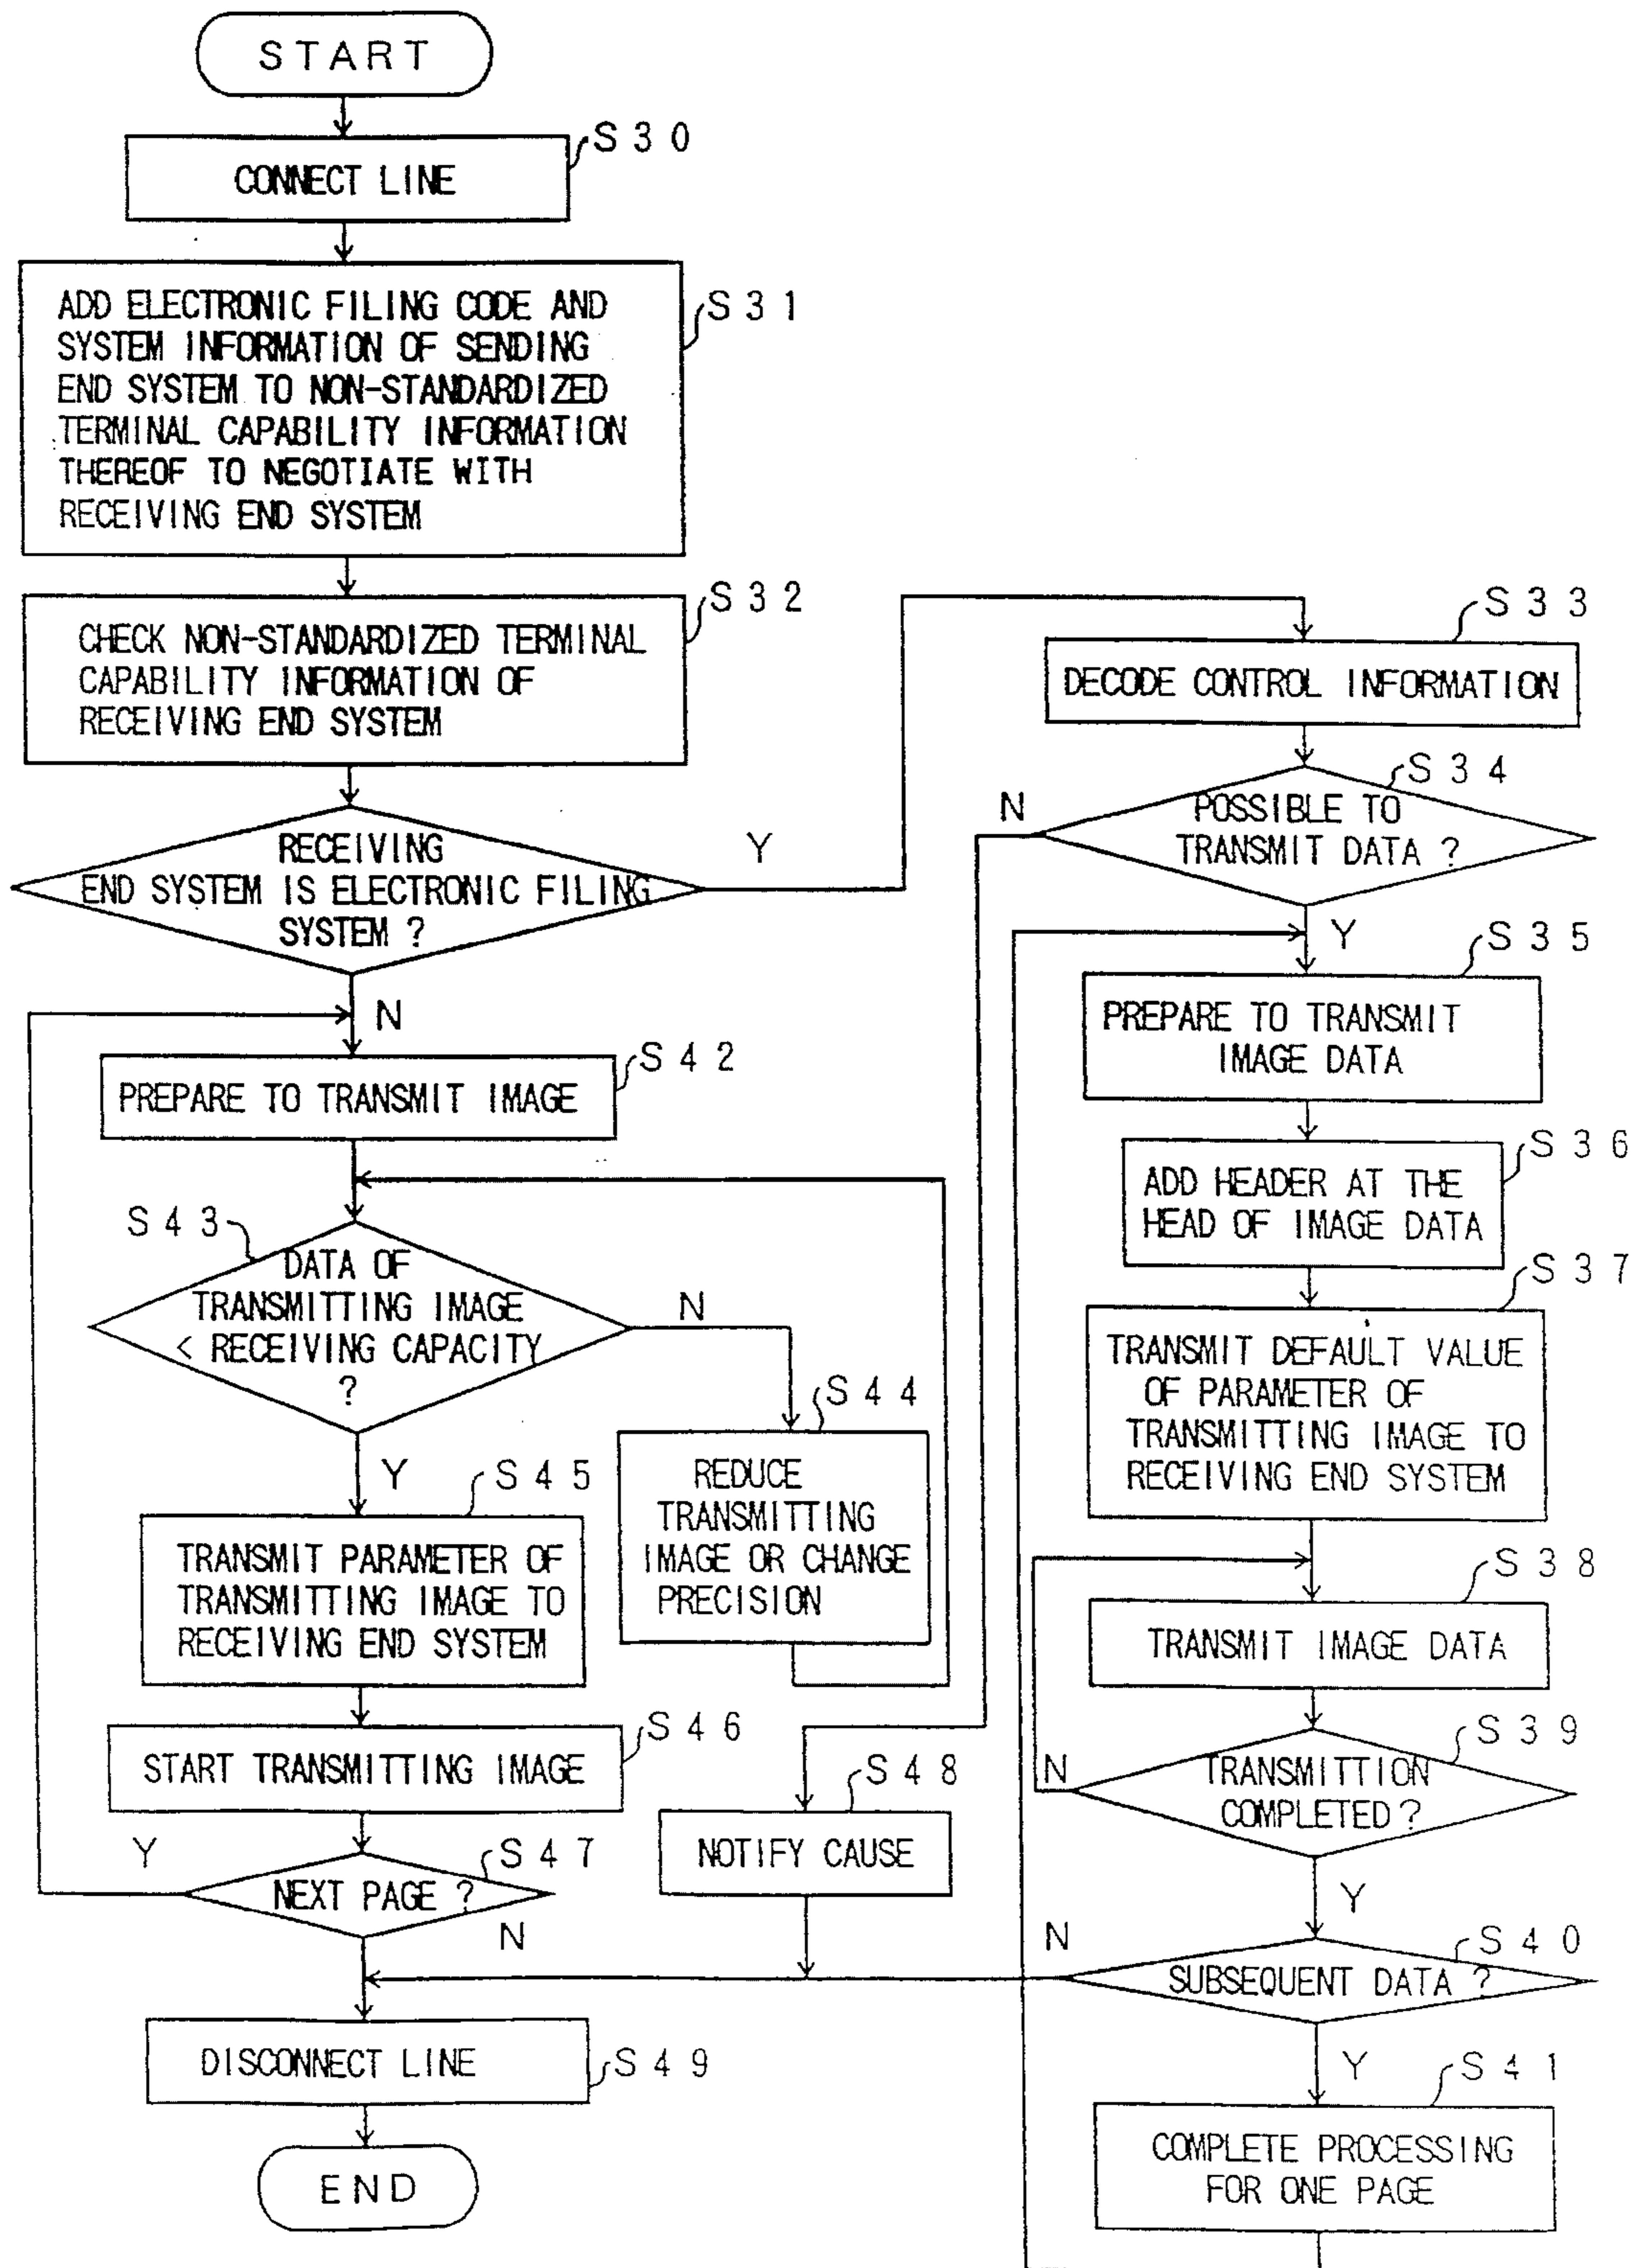 START
S30
CONNECT LINE
S31
ADD ELECTRONIC FILING CODE AND
SYSTEM INFORMATION OF SENDING
END SYSTEM TO NON-STANDARDIZED
TERMINAL CAPABILITY INFORMATION
THEREOF TO NEGOTIATE WITH
RECEIVING END SYSTEM
S32
CHECK NON-STANDARDIZED TERMINAL
CAPABILITY INFORMATION OF
RECEIVING END SYSTEM
RECEIVING
END SYSTEM IS ELECTRONIC FILING
SYSTEM ?
Y
N
S42
PREPARE TO TRANSMIT IMAGE
S43
DATA OF
TRANSMITTING IMAGE
< RECEIVING CAPACITY
?
N
Y
S44
REDUCE
TRANSMITTING
IMAGE OR CHANGE
PRECISION
S45
TRANSMIT PARAMETER OF
TRANSMITTING IMAGE TO
RECEIVING END SYSTEM
S46
START TRANSMITTING IMAGE
S47
NEXT PAGE ?
Y
N
S48
NOTIFY CAUSE
S49
DISCONNECT LINE
END
S33
DECODE CONTROL INFORMATION
S34
POSSIBLE TO
TRANSMIT DATA ?
N
Y
S35
PREPARE TO TRANSMIT
IMAGE DATA
S36
ADD HEADER AT THE
HEAD OF IMAGE DATA
S37
TRANSMIT DEFAULT VALUE
OF PARAMETER OF
TRANSMITTING IMAGE TO
RECEIVING END SYSTEM
S38
TRANSMIT IMAGE DATA
S39
TRANSMITTION
COMPLETED ?
N
Y
S40
SUBSEQUENT DATA ?
N
Y
S41
COMPLETE PROCESSING
FOR ONE PAGE